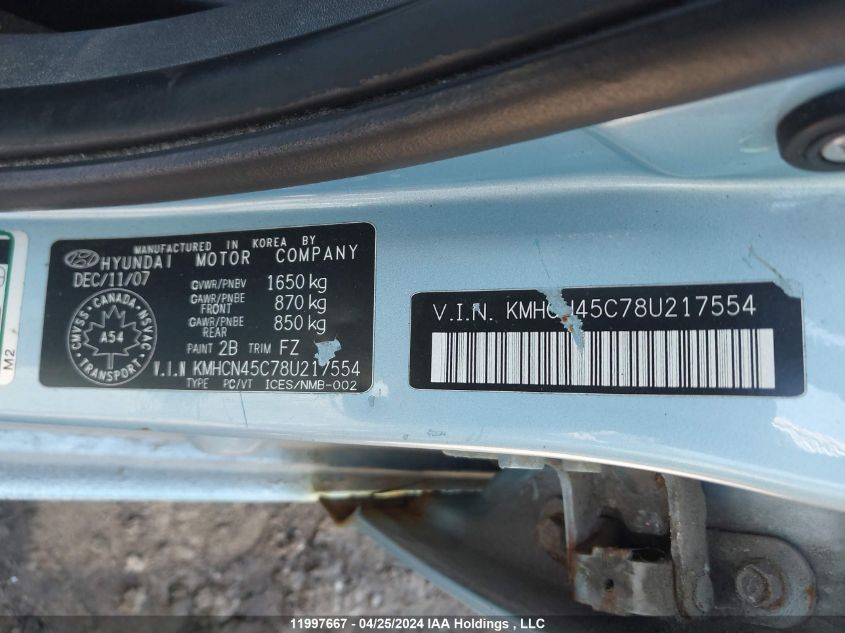 MANUFACTURED IN KOREA BY
HYUNDAI MOTOR COMPANY
DEC/11/07
GVWR/PNBV 1650 kg
GAWR/PNBE FRONT 870 kg
GAWR/PNBE REAR 850 kg
PAINT 2B TRIM FZ
V.I.N KMHCN45C78U217554
TYPE PC/VT ICES/NMB-002
CMVSS - CANADA - NSVAC
A54
TRANSPORT
M2
V.I.N. KMHCN45C78U217554
11997667 - 04/25/2024 IAA Holdings , LLC